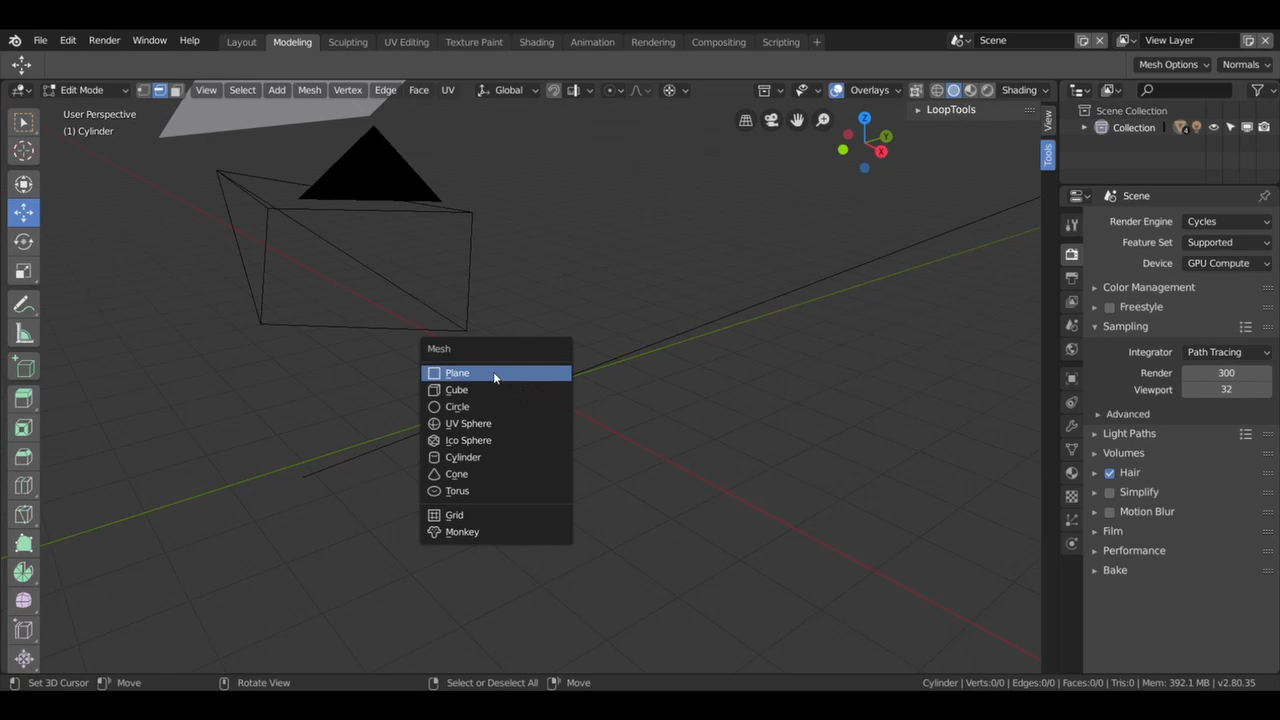 File Edit Render Window Help Layout Modeling Sculpting UV Editing Texture Paint Shading Animation Rendering Compositing Scripting + Scene View Layer
Mesh Options Normals
Edit Mode View Select Add Mesh Vertex Edge Face UV Global Overlays Shading
User Perspective
(1) Cylinder
LoopTools
View
Tools
Z
Y
X
Scene Collection
Collection 4
Scene
Render Engine Cycles
Feature Set Supported
Device GPU Compute
Color Management
Freestyle
Sampling
Integrator Path Tracing
Render 300
Viewport 32
Advanced
Light Paths
Volumes
Hair
Simplify
Motion Blur
Film
Performance
Bake
Mesh
Plane
Cube
Circle
UV Sphere
Ico Sphere
Cylinder
Cone
Torus
Grid
Monkey
Set 3D Cursor Move Rotate View Select or Deselect All Move Cylinder | Verts:0/0 | Edges:0/0 | Faces:0/0 | Tris:0 | Mem: 392.1 MB | v2.80.35